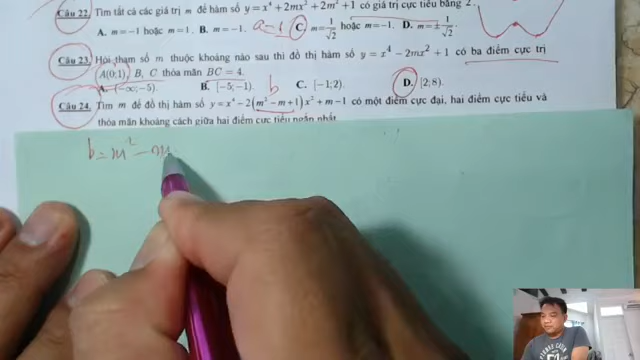 Câu 22. Tìm tất cả các giá trị m để hàm số y = x⁴ + 2mx² + 2m² + 1 có giá trị cực tiểu bằng 2.
A. m = −1 hoặc m = 1. B. m = −1. a = 1 C. m = 1/√2 hoặc m = −1. D. m = ± 1/√2.
Câu 23. Hỏi tham số m thuộc khoảng nào sau thì đồ thị hàm số y = x⁴ − 2mx² + 1 có ba điểm cực trị
A(0;1), B, C thỏa mãn BC = 4.
A. (−∞;−5). B. [−5;−1). b C. [−1;2). D. [2;8).
Câu 24. Tìm m để đồ thị hàm số y = x⁴ − 2(m² − m + 1)x² + m − 1 có một điểm cực đại, hai điểm cực tiểu và
thỏa mãn khoảng cách giữa hai điểm cực tiểu ngắn nhất
b = m² − m